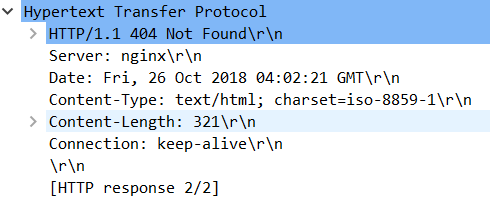 Hypertext Transfer Protocol
HTTP/1.1 404 Not Found\r\n
Server: nginx\r\n
Date: Fri, 26 Oct 2018 04:02:21 GMT\r\n
Content-Type: text/html; charset=iso-8859-1\r\n
Content-Length: 321\r\n
Connection: keep-alive\r\n
\r\n
[HTTP response 2/2]